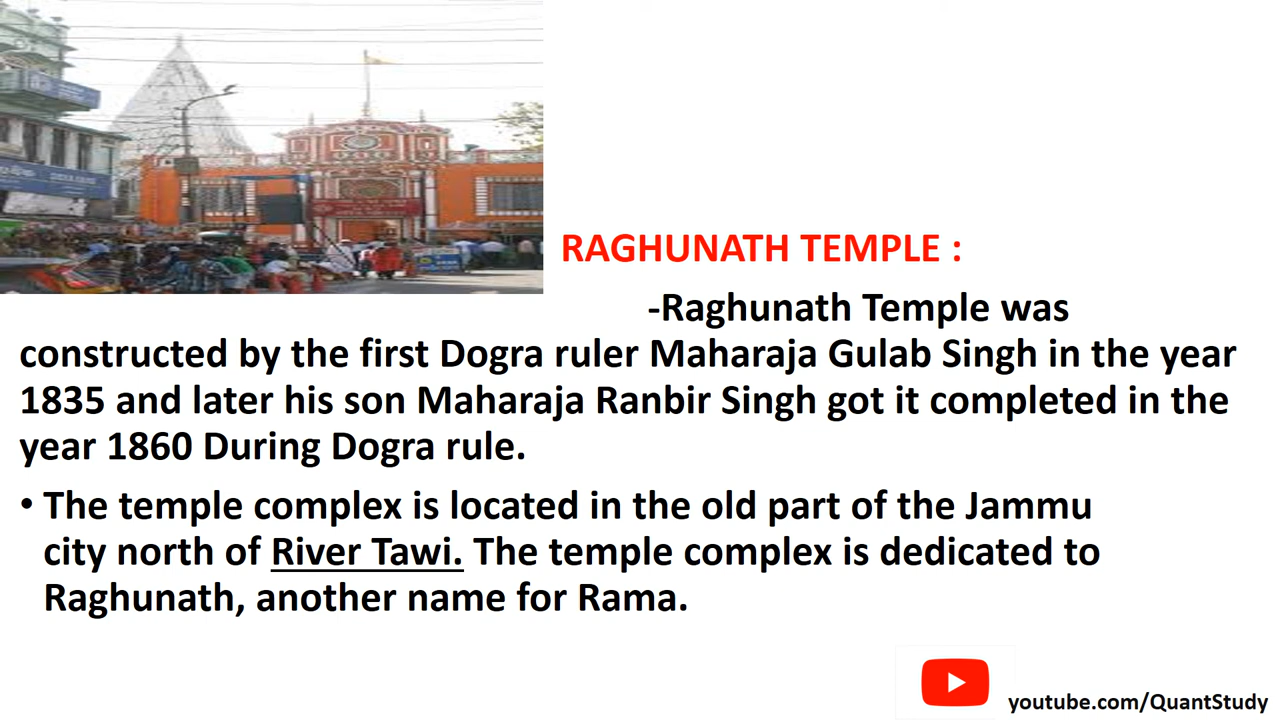 RAGHUNATH TEMPLE :
-Raghunath Temple was
constructed by the first Dogra ruler Maharaja Gulab Singh in the year
1835 and later his son Maharaja Ranbir Singh got it completed in the
year 1860 During Dogra rule.
• The temple complex is located in the old part of the Jammu
city north of River Tawi. The temple complex is dedicated to
Raghunath, another name for Rama.
youtube.com/QuantStudy